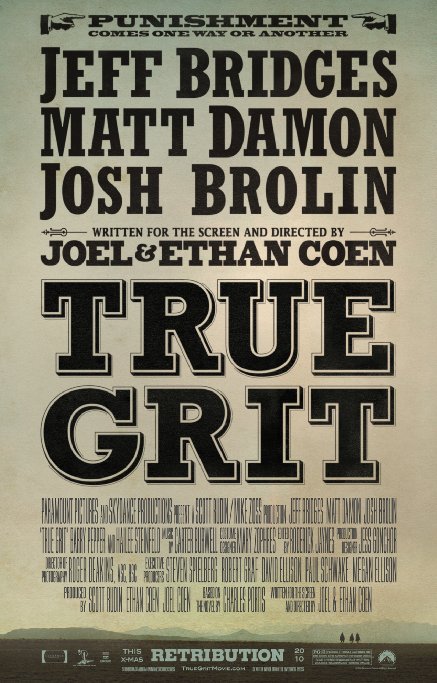 PUNISHMENT
COMES ONE WAY OR ANOTHER
JEFF BRIDGES
MATT DAMON
JOSH BROLIN
WRITTEN FOR THE SCREEN AND DIRECTED BY
JOEL & ETHAN COEN
TRUE
GRIT
PARAMOUNT PICTURES AND SKYDANCE PRODUCTIONS PRESENT A SCOTT RUDIN/MIKE ZOSS PRODUCTION JEFF BRIDGES MATT DAMON JOSH BROLIN
"TRUE GRIT" BARRY PEPPER AND HAILEE STEINFELD MUSIC BY CARTER BURWELL COSTUME DESIGNER MARY ZOPHRES EDITED BY RODERICK JAYNES PRODUCTION DESIGNER JESS GONCHOR
DIRECTOR OF PHOTOGRAPHY ROGER DEAKINS, ASC, BSC EXECUTIVE PRODUCERS STEVEN SPIELBERG ROBERT GRAF DAVID ELLISON PAUL SCHWAKE MEGAN ELLISON
PRODUCED BY SCOTT RUDIN ETHAN COEN JOEL COEN BASED ON THE NOVEL BY CHARLES PORTIS WRITTEN FOR THE SCREEN AND DIRECTED BY JOEL & ETHAN COEN
THIS X-MAS RETRIBUTION 20 10
TRUEGRITMOVIE.COM